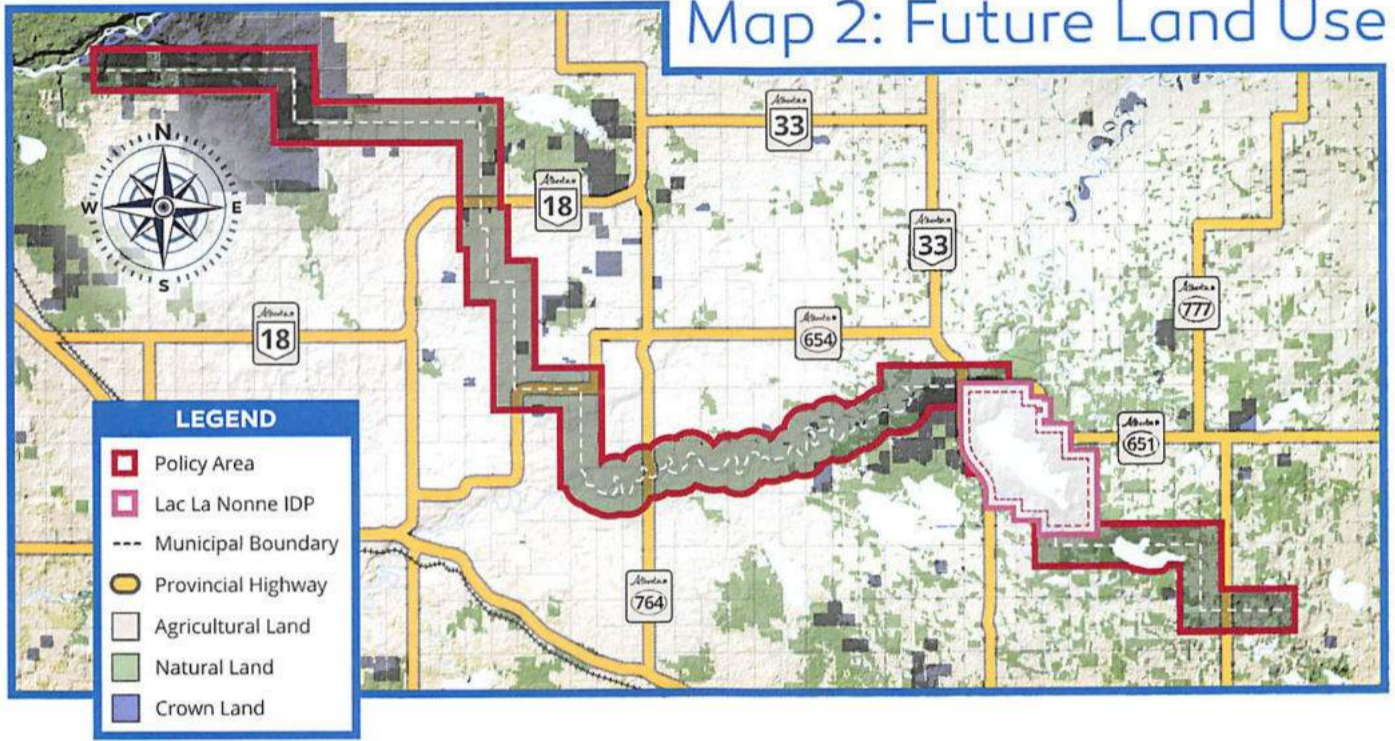 Map 2: Future Land Use
N
W
E
S
Alberta
33
Alberta
18
Alberta
33
Alberta
777
Alberta
18
Alberta
654
Alberta
651
Alberta
764
LEGEND
Policy Area
Lac La Nonne IDP
Municipal Boundary
Provincial Highway
Agricultural Land
Natural Land
Crown Land